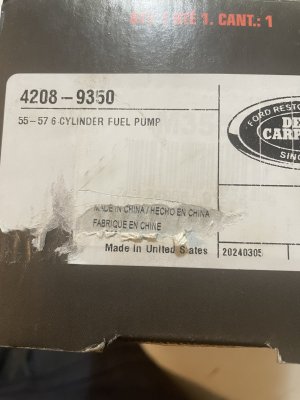 CANT.: 1
4208-9350
55-57 6 CYLINDER FUEL PUMP
FORD RESTO
DE
CARP
SIN
MADE IN CHINA / HECHO EN CHINA
FABRIQUE EN CHINE
Made in United States
20240305